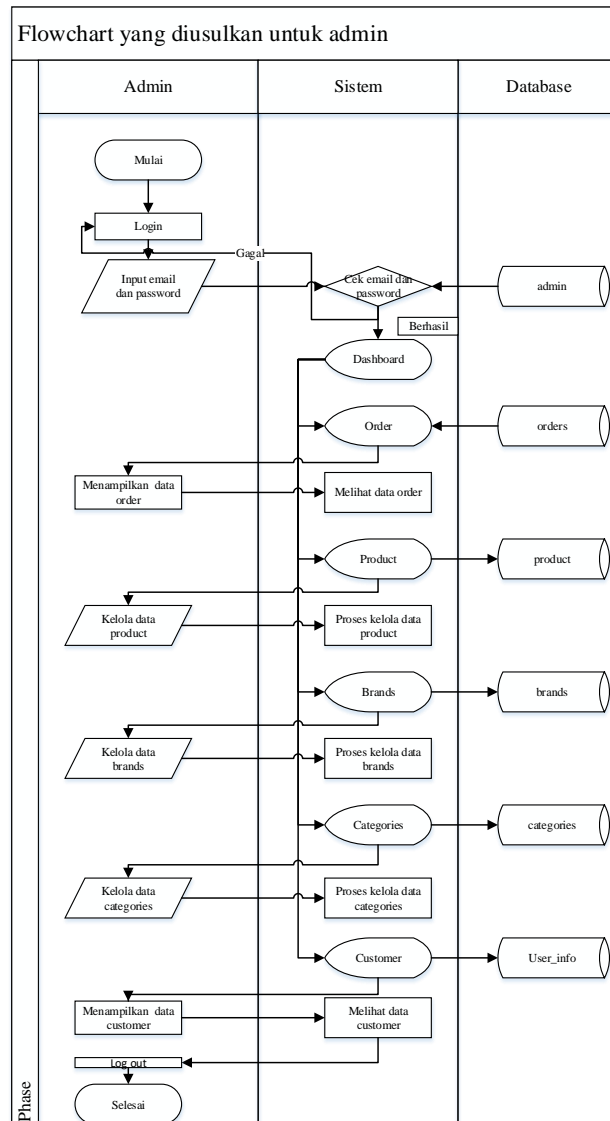 Flowchart yang diusulkan untuk admin
Admin
Sistem
Database
Mulai
Login
Gagal
Input email
dan password
Cek email dan
password
admin
Berhasil
Dashboard
Order
orders
Menampilkan data
order
Melihat data order
Product
product
Kelola data
product
Proses kelola data
product
Brands
brands
Kelola data
brands
Proses kelola data
brands
Categories
categories
Kelola data
categories
Proses kelola data
categories
Customer
User_info
Menampilkan data
customer
Melihat data
customer
Log out
Selesai
Phase